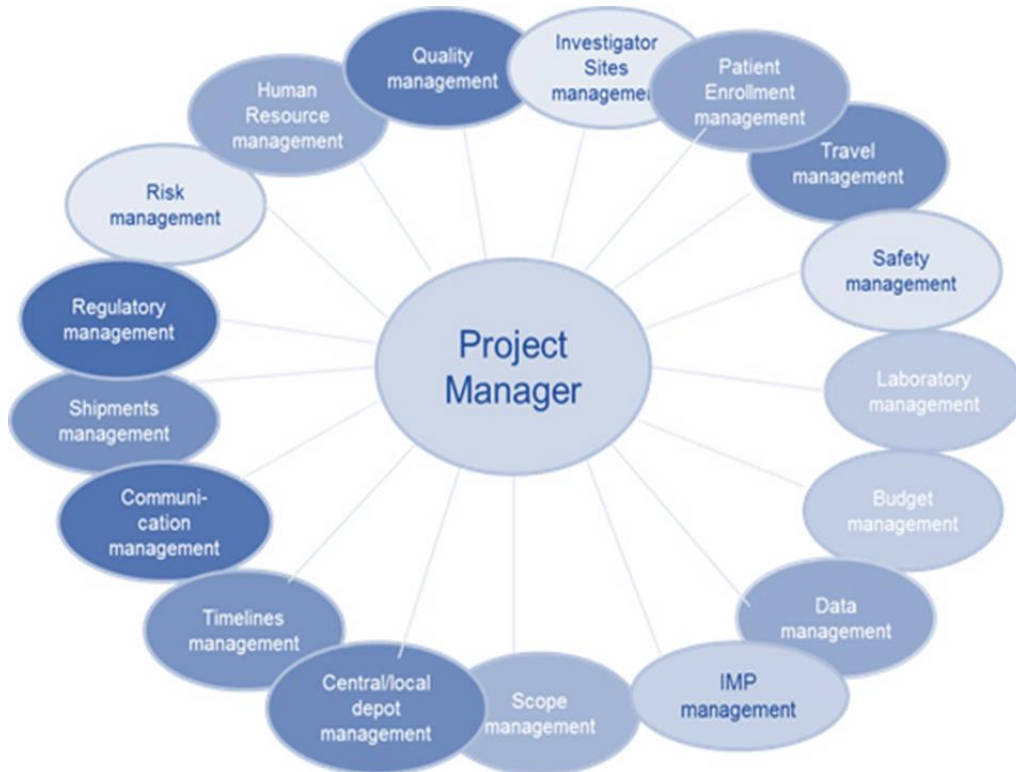 Quality
management
Investigator
Sites
management
Patient
Enrollment
management
Travel
management
Safety
management
Laboratory
management
Budget
management
Data
management
IMP
management
Scope
management
Central/local
depot
management
Timelines
management
Communi-
cation
management
Shipments
management
Regulatory
management
Risk
management
Human
Resource
management
Project
Manager